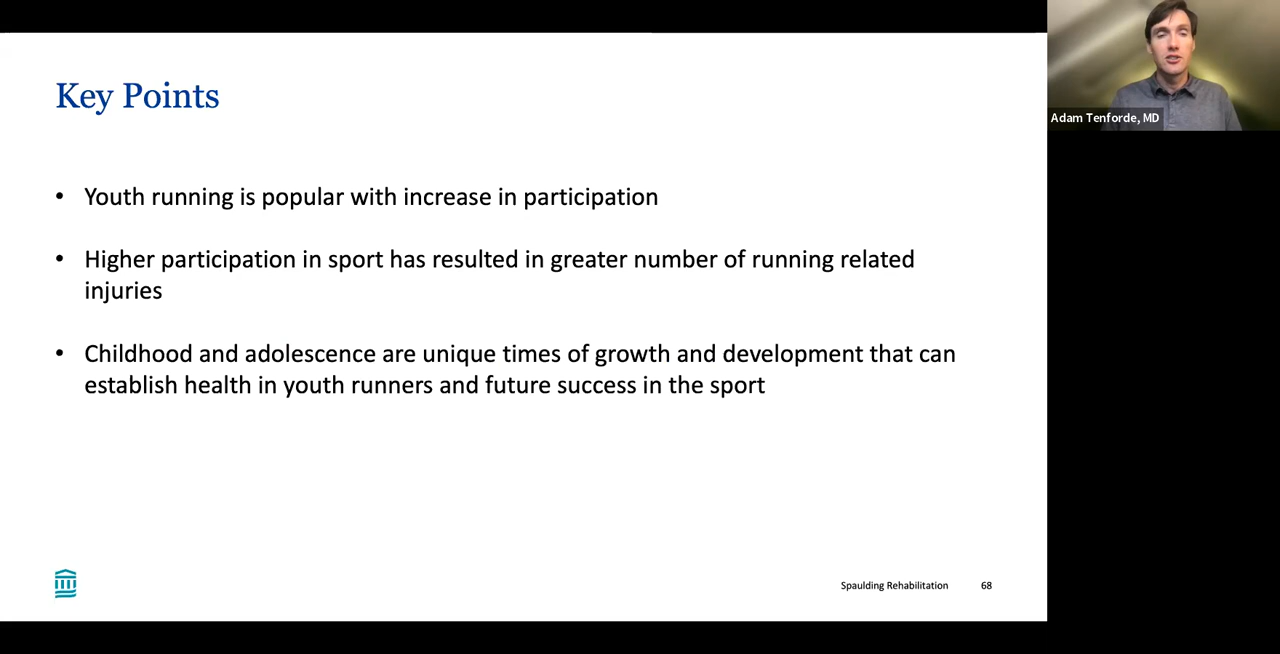 Key Points
• Youth running is popular with increase in participation
• Higher participation in sport has resulted in greater number of running related
injuries
• Childhood and adolescence are unique times of growth and development that can
establish health in youth runners and future success in the sport
Spaulding Rehabilitation 68
Adam Tenforde, MD